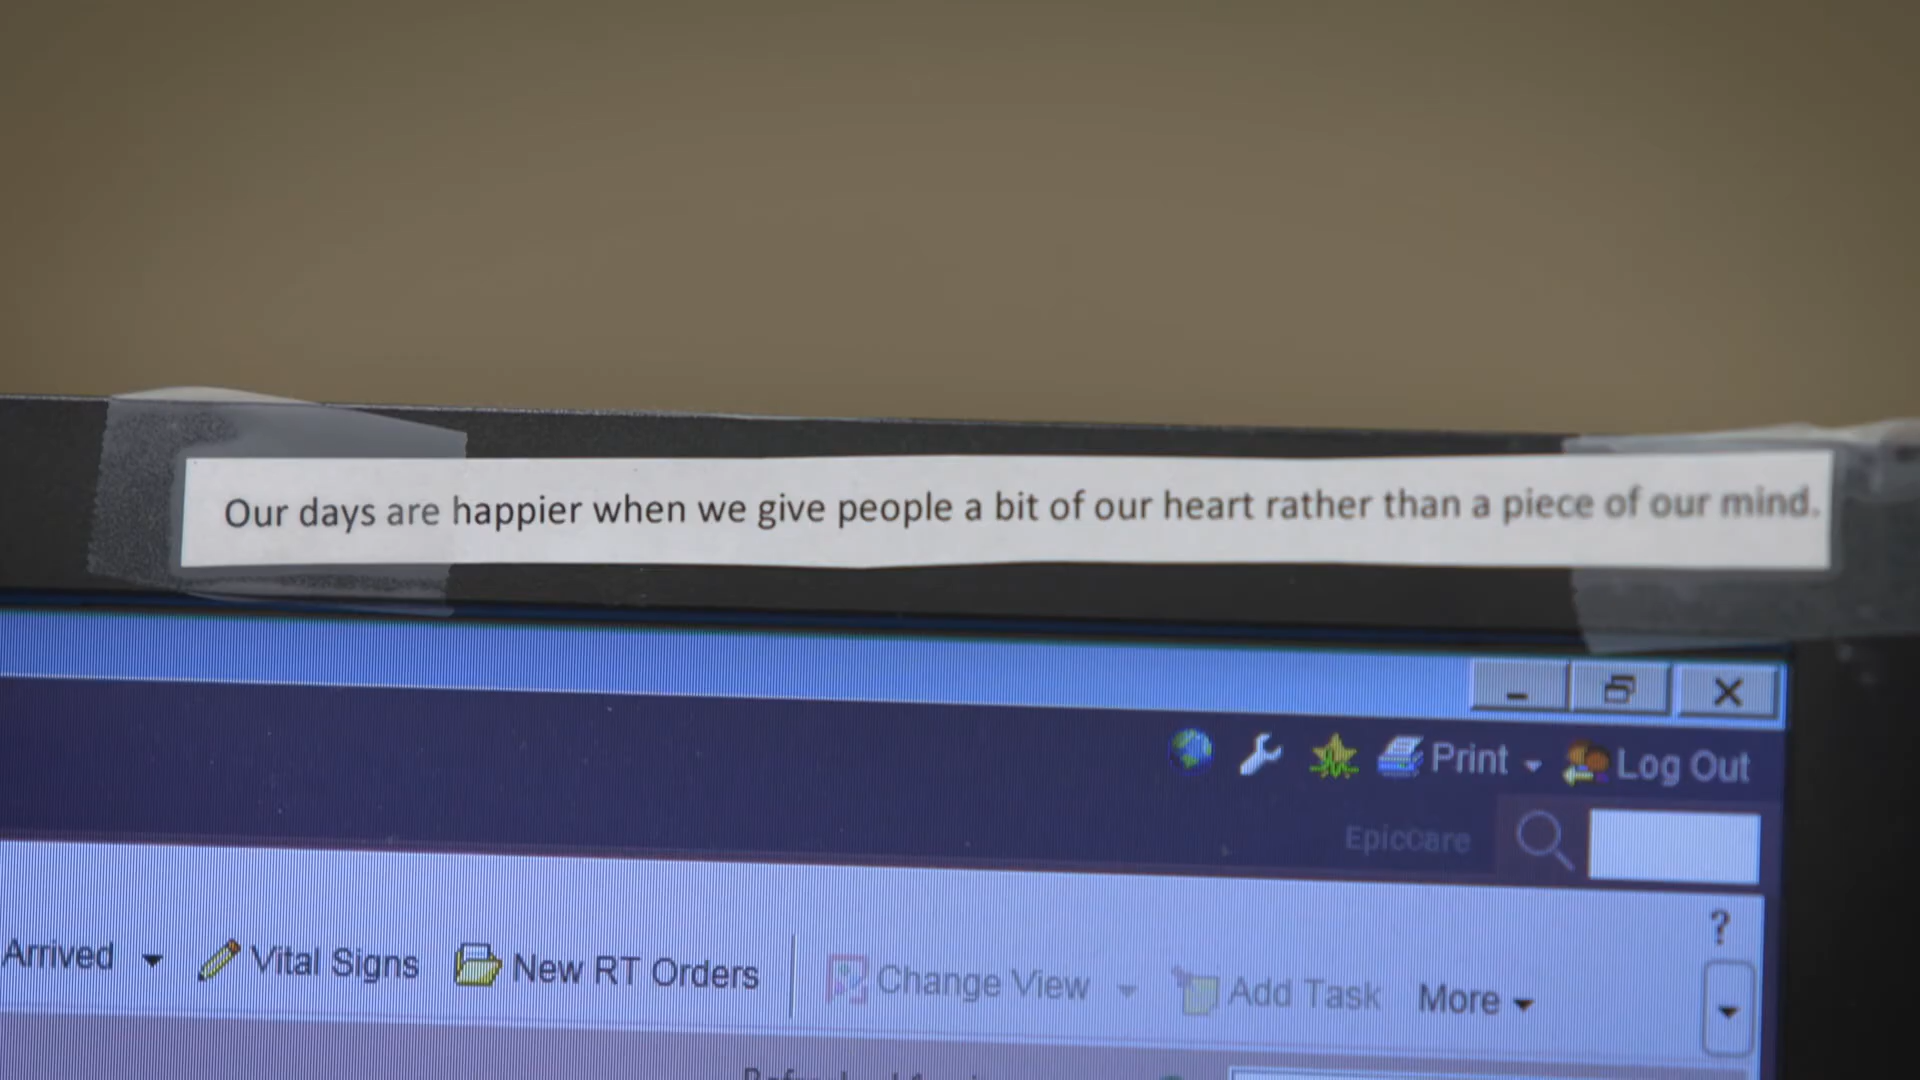 Our days are happier when we give people a bit of our heart rather than a piece of our mind.
Print Log Out
EpicCare
?
Arrived Vital Signs New RT Orders Change View Add Task More